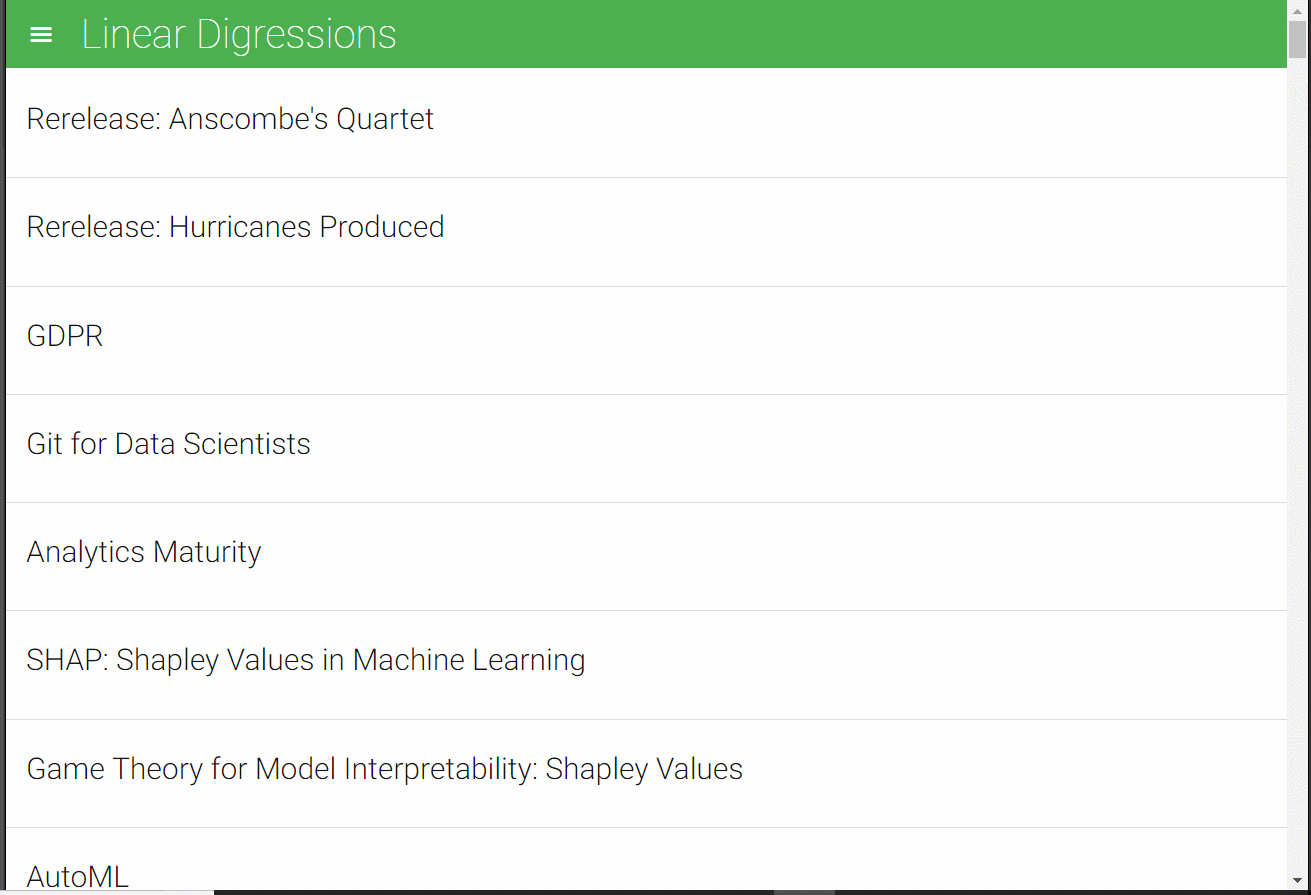 Linear Digressions
Rerelease: Anscombe's Quartet
Rerelease: Hurricanes Produced
GDPR
Git for Data Scientists
Analytics Maturity
SHAP: Shapley Values in Machine Learning
Game Theory for Model Interpretability: Shapley Values
AutoML